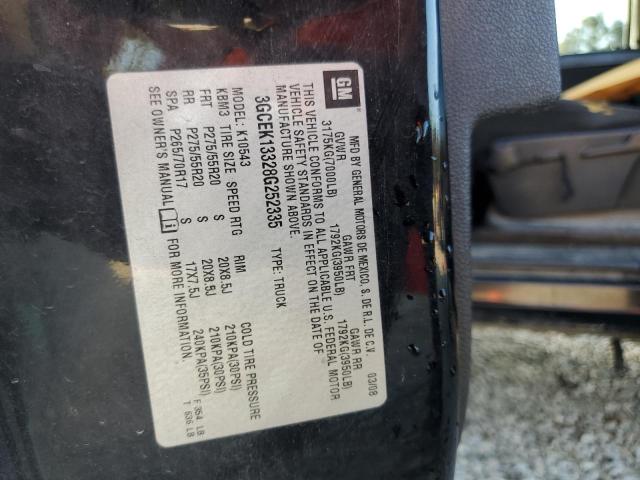 GM
MFD BY GENERAL MOTORS DE MEXICO, S. DE R.L. DE C.V.
03/08
GVWR GAWR FRT GAWR RR
3175KG(7000LB) 1792KG(3950LB) 1792KG(3950LB)
THIS VEHICLE CONFORMS TO ALL APPLICABLE U.S. FEDERAL MOTOR
VEHICLE SAFETY STANDARDS IN EFFECT ON THE DATE OF
MANUFACTURE SHOWN ABOVE.
3GCEK13328G252335 TYPE: TRUCK
MODEL: K10543
KBM3 TIRE SIZE SPEED RTG RIM COLD TIRE PRESSURE
FRT P275/55R20 S 20X8.5J 210KPA(30PSI)
RR P275/55R20 S 20X8.5J 210KPA(30PSI)
SPA P265/70R17 S 17X7.5J 240KPA(35PSI)
SEE OWNER'S MANUAL i FOR MORE INFORMATION.
F 354 LB
T 636 LB